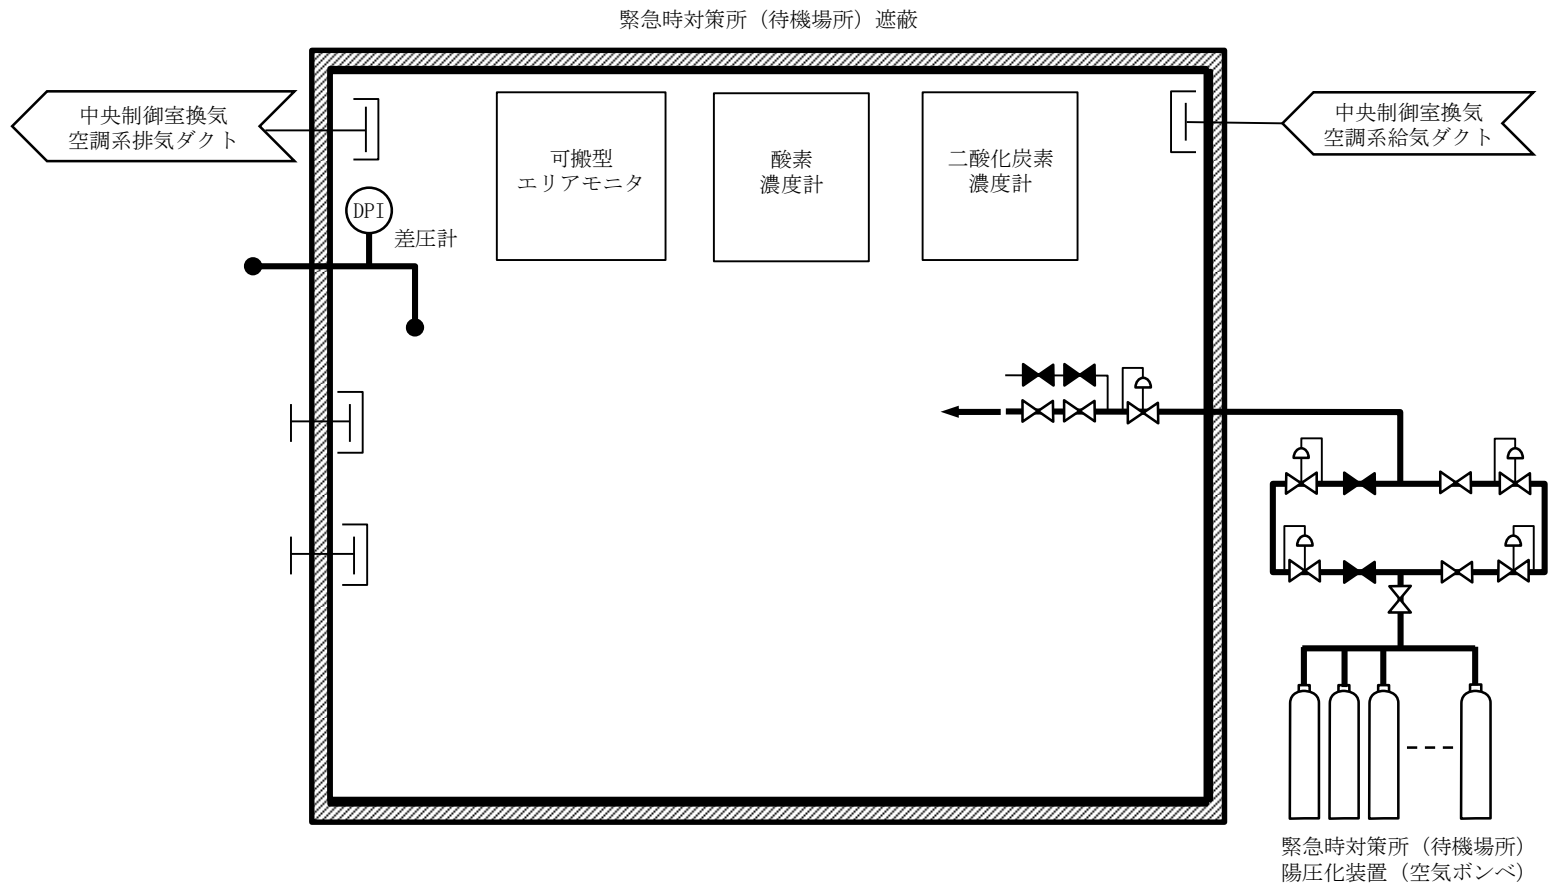 緊急時対策所（待機場所）遮蔽
中央制御室換気
空調系排気ダクト
中央制御室換気
空調系給気ダクト
可搬型
エリアモニタ
酸素
濃度計
二酸化炭素
濃度計
DPI
差圧計
緊急時対策所（待機場所）
陽圧化装置（空気ボンベ）